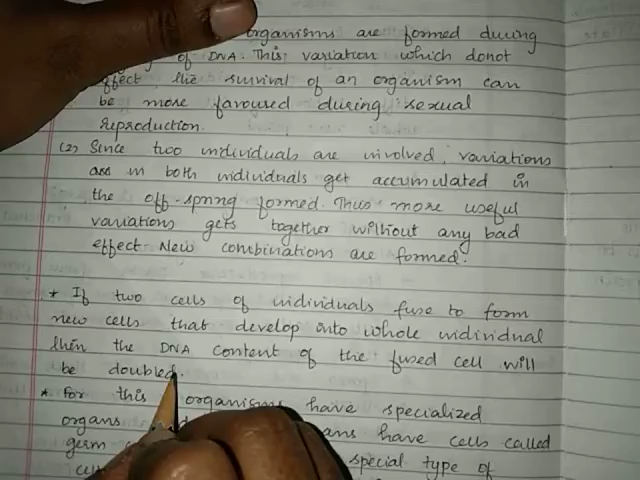 organisms are formed during
of DNA. This variation which donot
effect the survival of an organism can
be more favoured during sexual
reproduction.
(2) Since two individuals are involved, variations
in both individuals get accumulated in
the off-spring formed. Thus more useful
variations gets together without any bad
effect. New combinations are formed.
* If two cells of individuals fuse to form
new cells that develop into whole individual
then the DNA content of the fused cell will
be doubled.
* For this organisms have specialized
organs have cells called
germ special type of